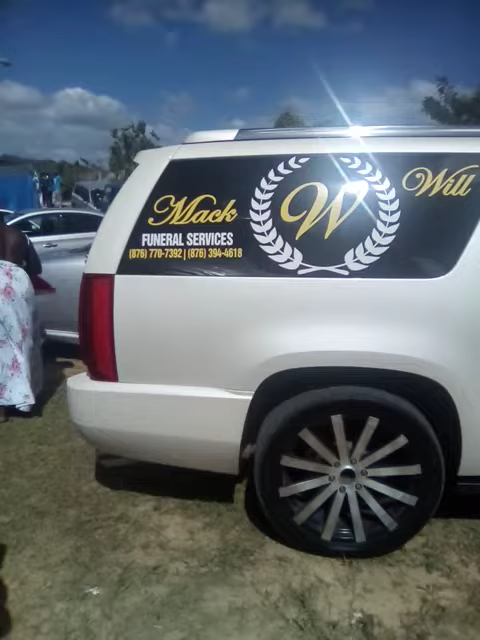 Mack
W
Will
FUNERAL SERVICES
(876) 770-7392 | (876) 394-4618